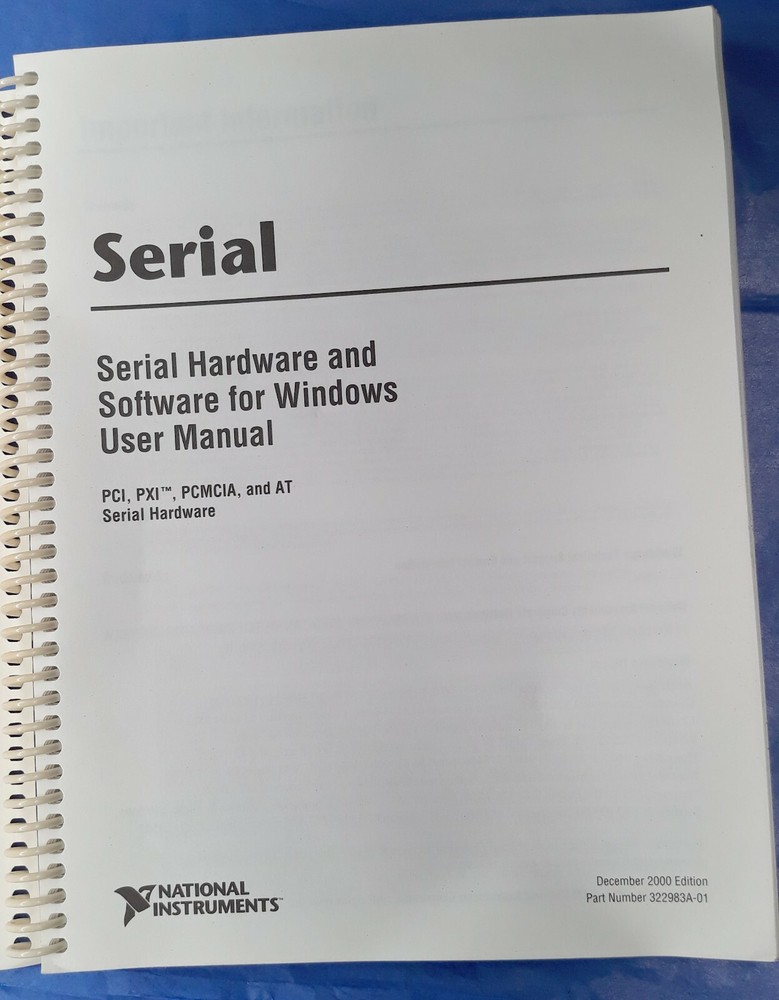 Serial
Serial Hardware and
Software for Windows
User Manual
PCI, PXI™, PCMCIA, and AT
Serial Hardware
NATIONAL
INSTRUMENTS™
December 2000 Edition
Part Number 322983A-01